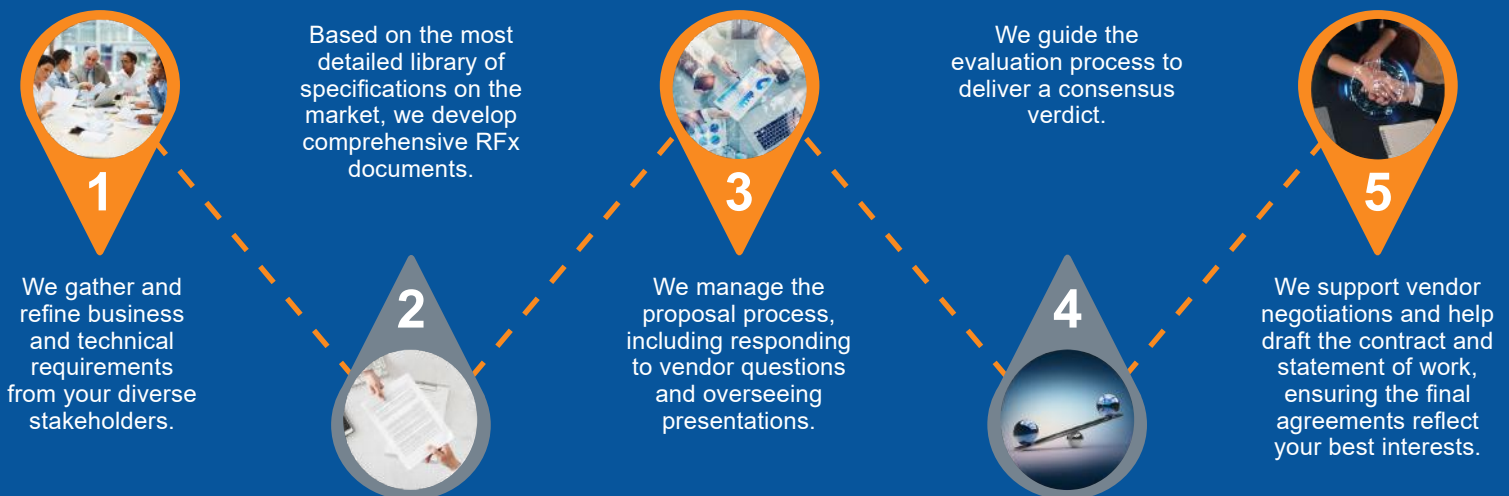 1
We gather and
refine business
and technical
requirements
from your diverse
stakeholders.
Based on the most
detailed library of
specifications on the
market, we develop
comprehensive RFx
documents.
2
3
We manage the
proposal process,
including responding
to vendor questions
and overseeing
presentations.
We guide the
evaluation process to
deliver a consensus
verdict.
4
5
We support vendor
negotiations and help
draft the contract and
statement of work,
ensuring the final
agreements reflect
your best interests.